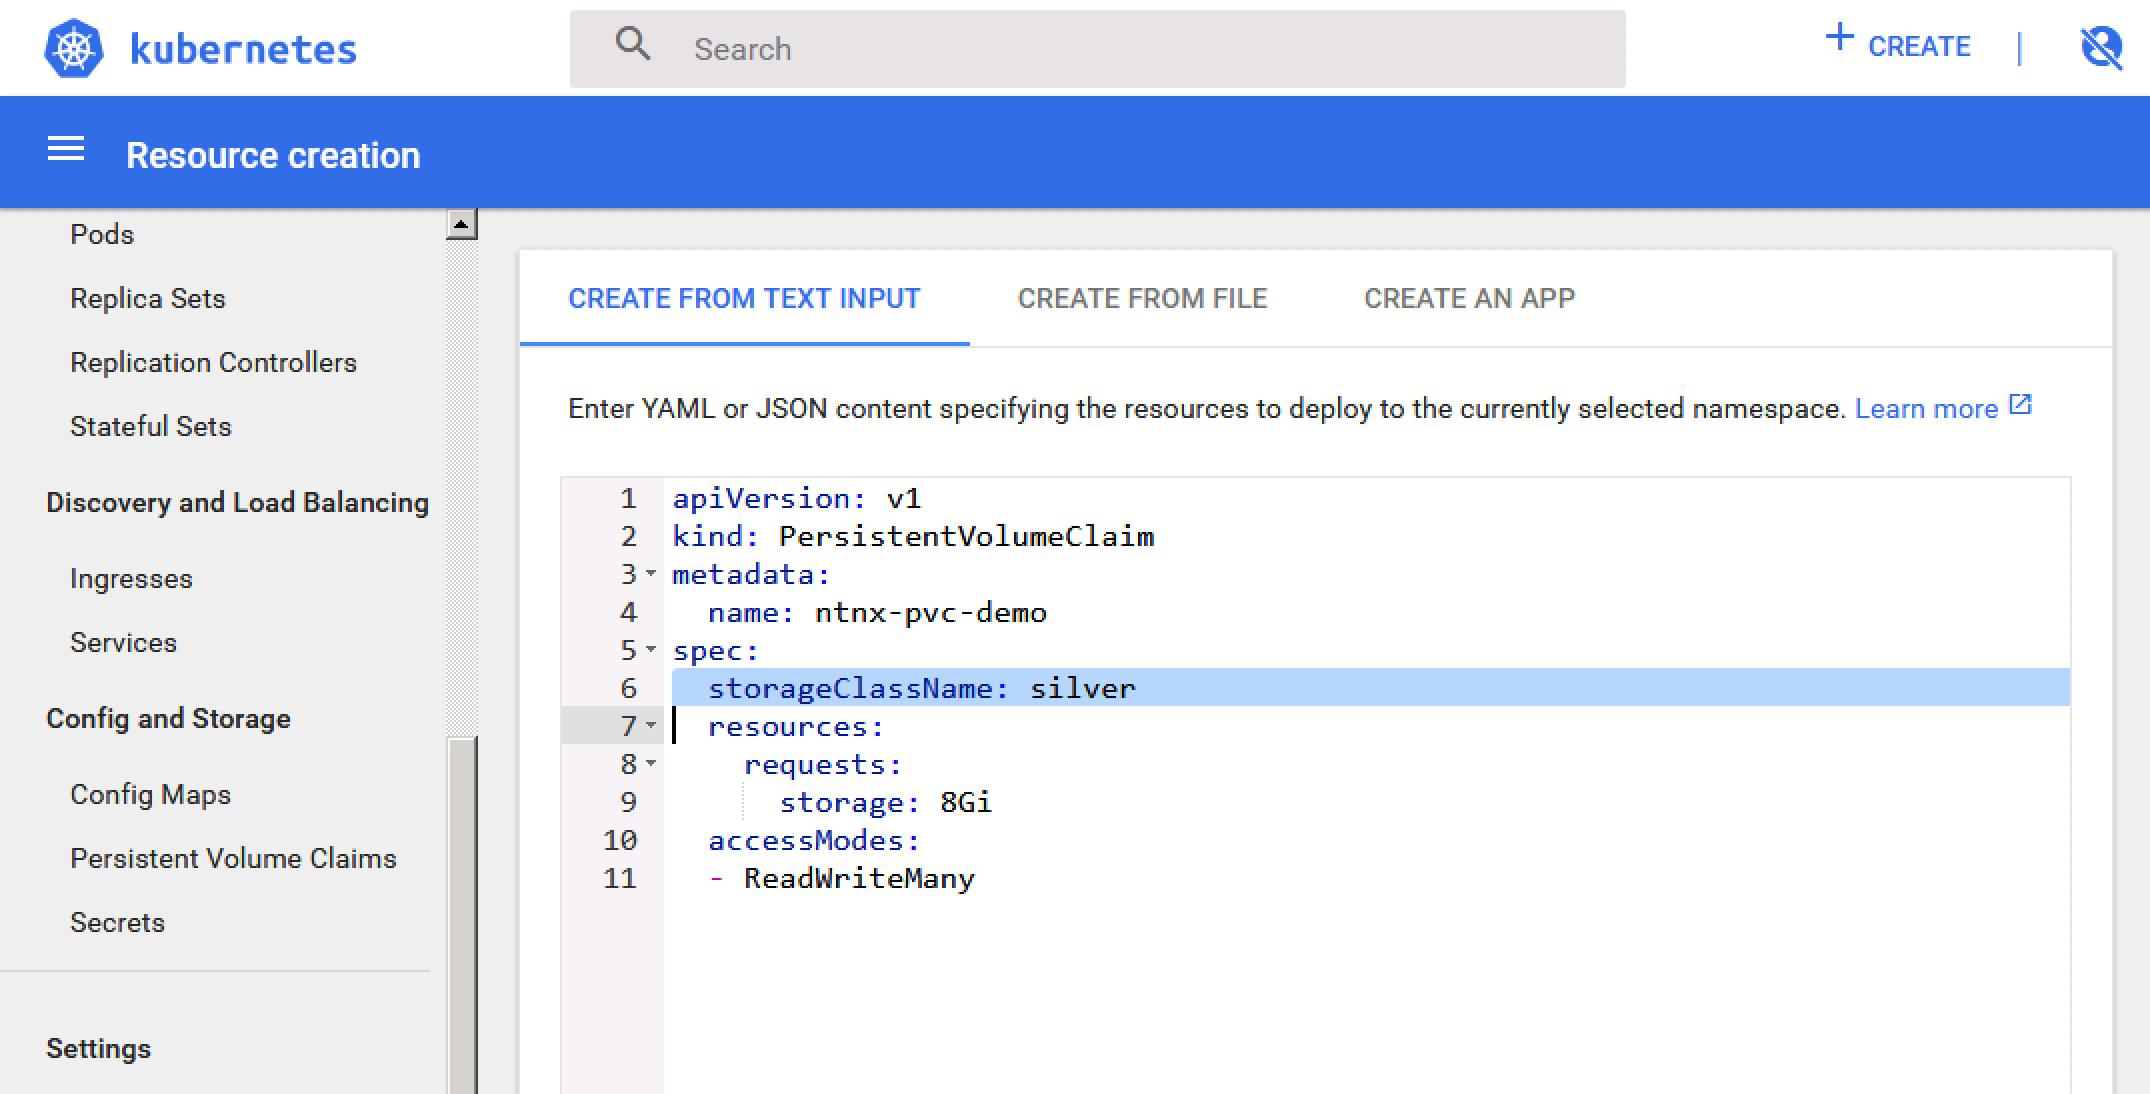 kubernetes
Search
+ CREATE |
Resource creation
Pods
Replica Sets
Replication Controllers
Stateful Sets
Discovery and Load Balancing
Ingresses
Services
Config and Storage
Config Maps
Persistent Volume Claims
Secrets
Settings
CREATE FROM TEXT INPUT CREATE FROM FILE CREATE AN APP
Enter YAML or JSON content specifying the resources to deploy to the currently selected namespace. Learn more
1 apiVersion: v1
2 kind: PersistentVolumeClaim
3 metadata:
4   name: ntnx-pvc-demo
5 spec:
6   storageClassName: silver
7   resources:
8     requests:
9       storage: 8Gi
10   accessModes:
11   - ReadWriteMany